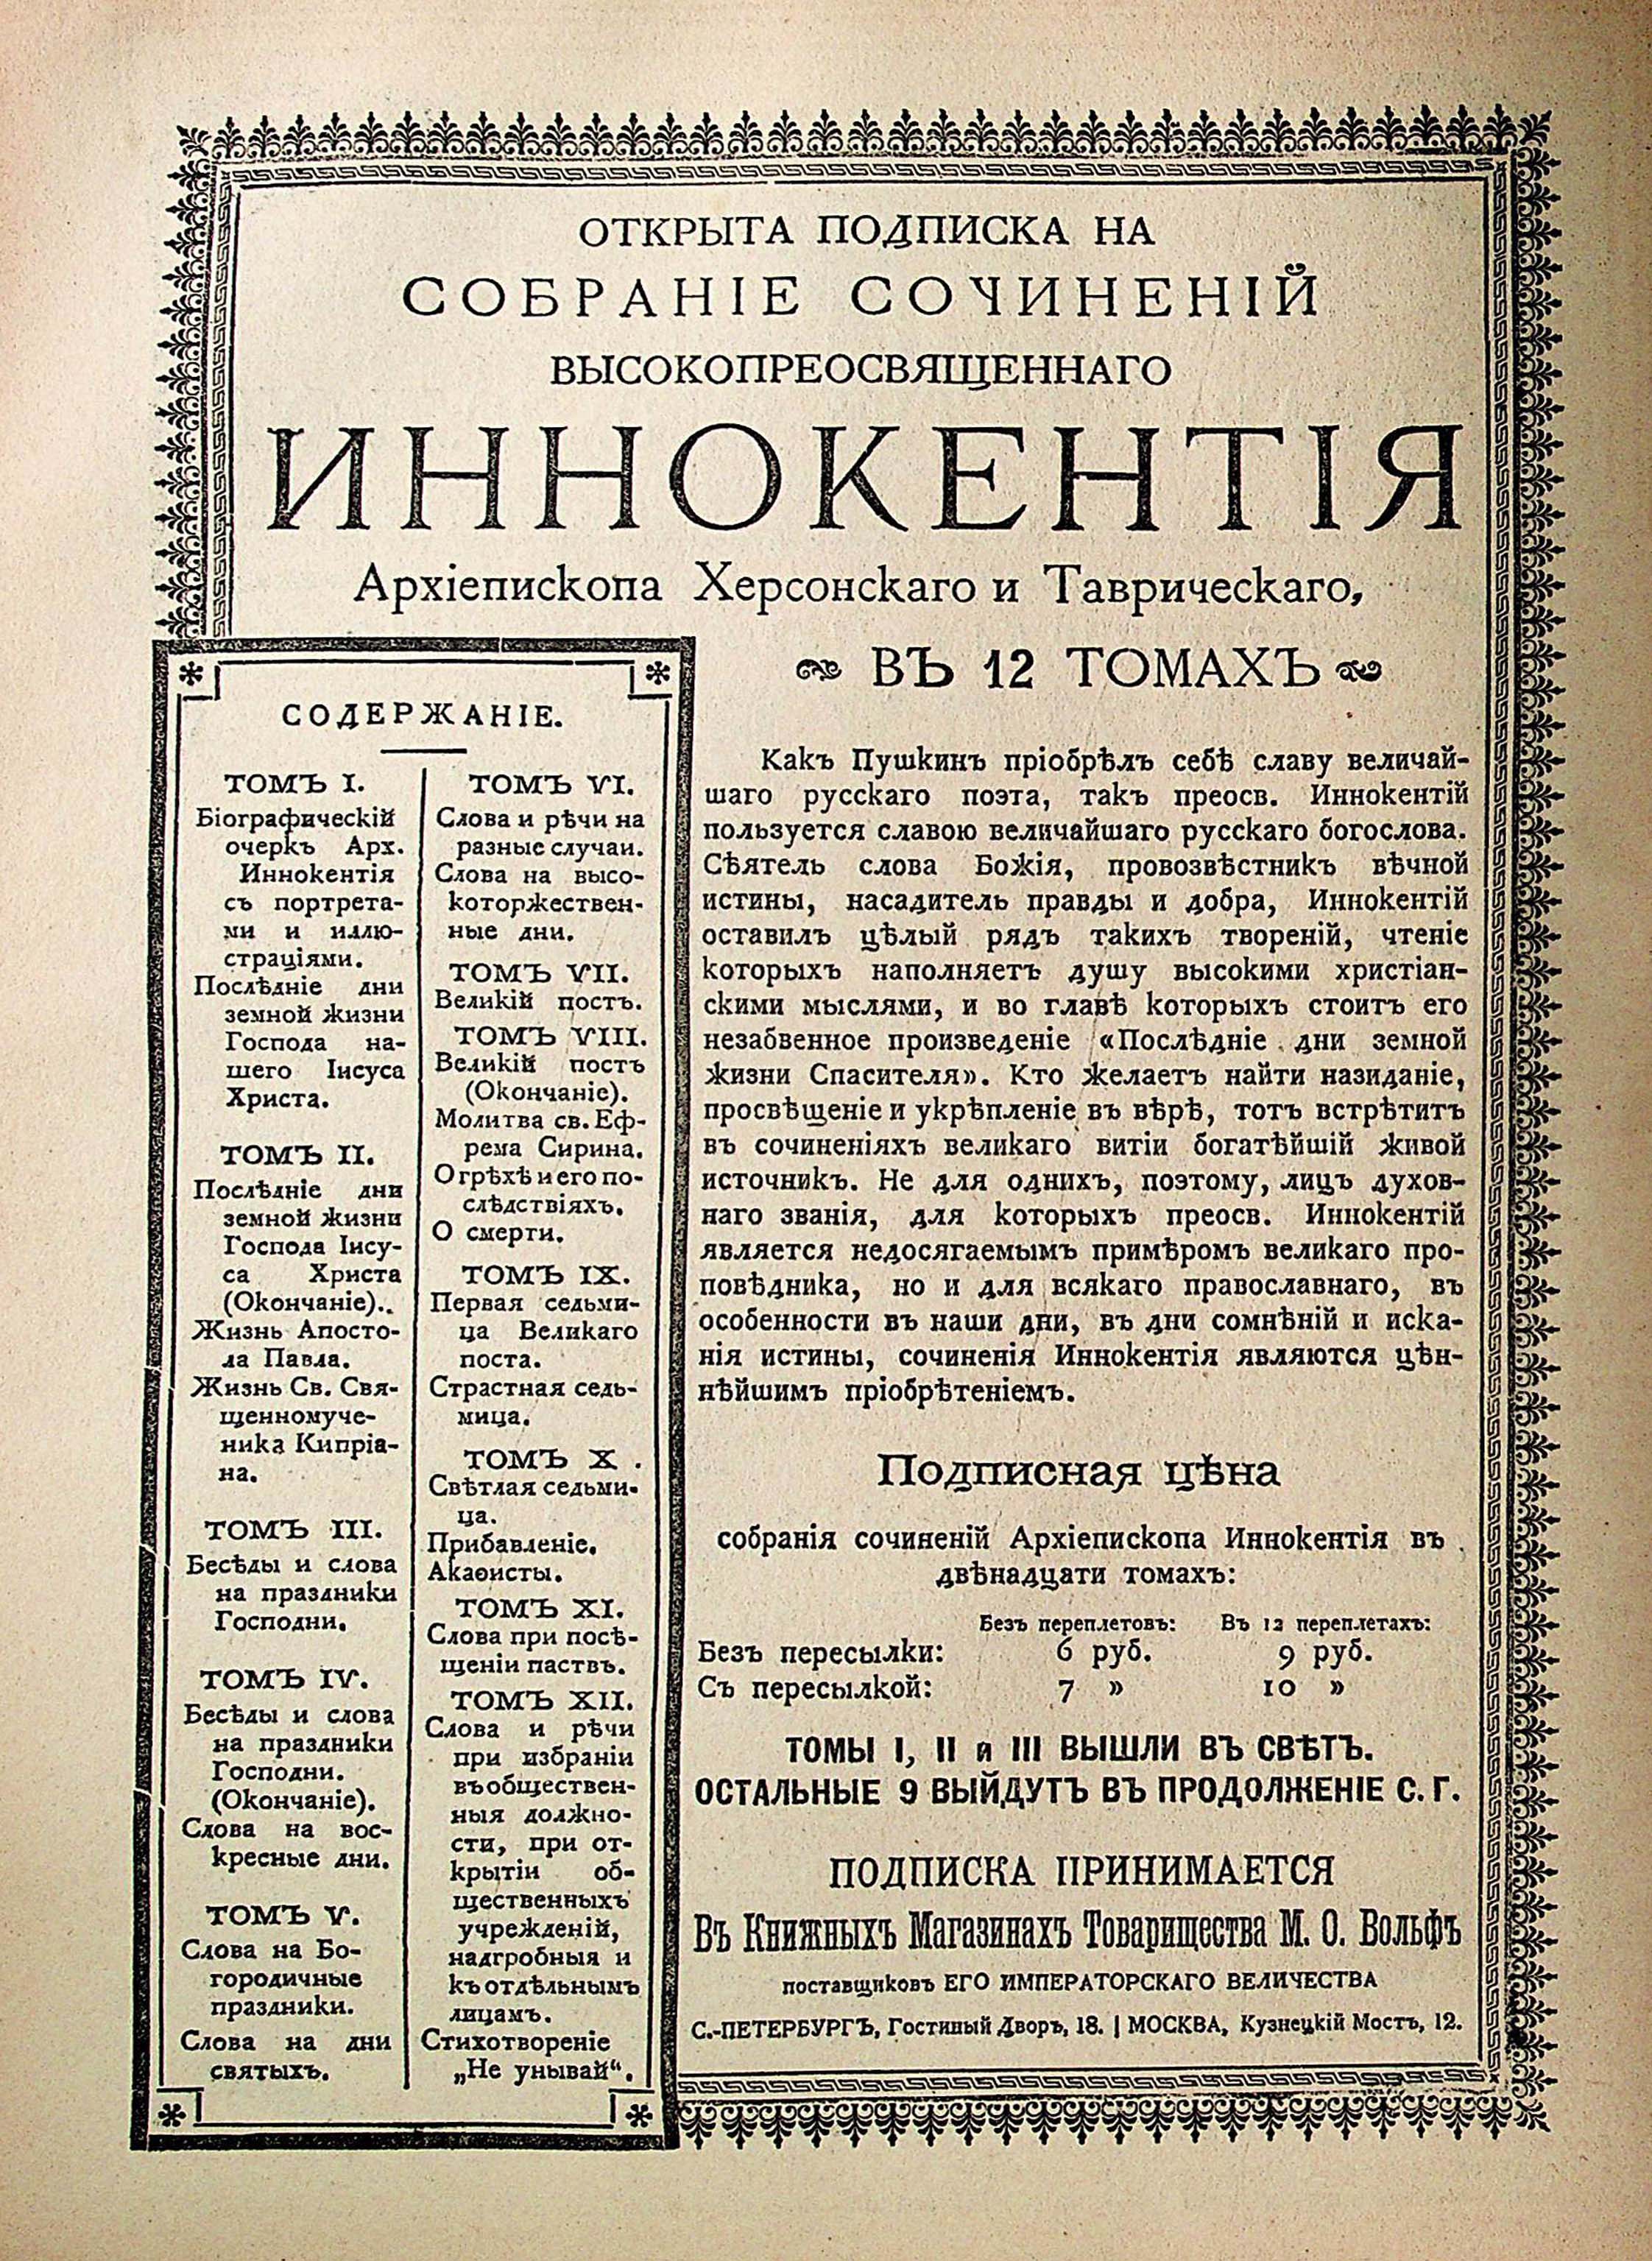 ОТКРЫТА ПОДПИСКА НА
СОБРАНІЕ СОЧИНЕНІЙ
ВЫСОКОПРЕОСВЯЩЕННАГО
ИННОКЕНТІЯ
Архіепископа Херсонскаго и Таврическаго,
ВЪ 12 ТОМАХЪ
СОДЕРЖАНІЕ.
ТОМЪ I.
Біографическій
очеркъ Арх.
Иннокентія
съ портрета-
ми и иллю-
страціями.
Послѣдніе дни
земной жизни
Господа на-
шего Іисуса
Христа.
ТОМЪ II.
Послѣдніе дни
земной жизни
Господа Іису-
са Христа
(Окончаніе)..
Жизнь Апосто-
ла Павла.
Жизнь Св. Свя-
щенномуче-
ника Кипріа-
на.
ТОМЪ III.
Бесѣды и слова
на праздники
Господни.
ТОМЪ IV.
Бесѣды и слова
на праздники
Господни.
(Окончаніе).
Слова на вос-
кресные дни.
ТОМЪ V.
Слова на Бо-
городичные
праздники.
Слова на дни
святыхъ.
ТОМЪ VI.
Слова и рѣчи на
разные случаи.
Слова на высо-
которжествен-
ные дни.
ТОМЪ VII.
Великій постъ.
ТОМЪ VIII.
Великій постъ
(Окончаніе).
Молитва св. Еф-
рема Сирина.
О грѣхѣ и его по-
слѣдствіяхъ.
О смерти.
ТОМЪ IX.
Первая седьми-
ца Великаго
поста.
Страстная седь-
мица.
ТОМЪ X.
Свѣтлая седьми-
ца.
Прибавленіе.
Акаѳисты.
ТОМЪ XI.
Слова при посѣ-
щеніи паствъ.
ТОМЪ XII.
Слова и рѣчи
при избраніи
въ обществен-
ныя должно-
сти, при от-
крытіи об-
щественныхъ
учрежденій,
надгробныя и
къ отдѣльнымъ
лицамъ.
Стихотвореніе
„Не унывай“.
Какъ Пушкинъ пріобрѣлъ себѣ славу величай-
шаго русскаго поэта, такъ преосв. Иннокентій
пользуется славою величайшаго русскаго богослова.
Сѣятель слова Божія, провозвѣстникъ вѣчной
истины, насадитель правды и добра, Иннокентій
оставилъ цѣлый рядъ такихъ твореній, чтеніе
которыхъ наполняетъ душу высокими христіан-
скими мыслями, и во главѣ которыхъ стоитъ его
незабвенное произведеніе «Послѣдніе дни земной
жизни Спасителя». Кто желаетъ найти назиданіе,
просвѣщеніе и укрѣпленіе въ вѣрѣ, тотъ встрѣтитъ
въ сочиненіяхъ великаго витіи богатѣйшій живой
источникъ. Не для однихъ, поэтому, лицъ духов-
наго званія, для которыхъ преосв. Иннокентій
является недосягаемымъ примѣромъ великаго про-
повѣдника, но и для всякаго православнаго, въ
особенности въ наши дни, въ дни сомнѣній и иска-
нія истины, сочиненія Иннокентія являются цѣн-
нѣйшимъ пріобрѣтеніемъ.
Подписная цѣна
собранія сочиненій Архіепископа Иннокентія въ
двѣнадцати томахъ:
Безъ переплетовъ: Въ 12 переплетахъ:
Безъ пересылки: 6 руб. 9 руб.
Съ пересылкой: 7 » 10 »
ТОМЫ I, II и III ВЫШЛИ ВЪ СВѢТЪ.
ОСТАЛЬНЫЕ 9 ВЫЙДУТЪ ВЪ ПРОДОЛЖЕНІЕ С. Г.
ПОДПИСКА ПРИНИМАЕТСЯ
Въ Книжныхъ Магазинахъ Товарищества М. О. Вольфъ
поставщиковъ ЕГО ИМПЕРАТОРСКАГО ВЕЛИЧЕСТВА
С.-ПЕТЕРБУРГЪ, Гостиный Дворъ, 18. | МОСКВА, Кузнецкій Мостъ, 12.